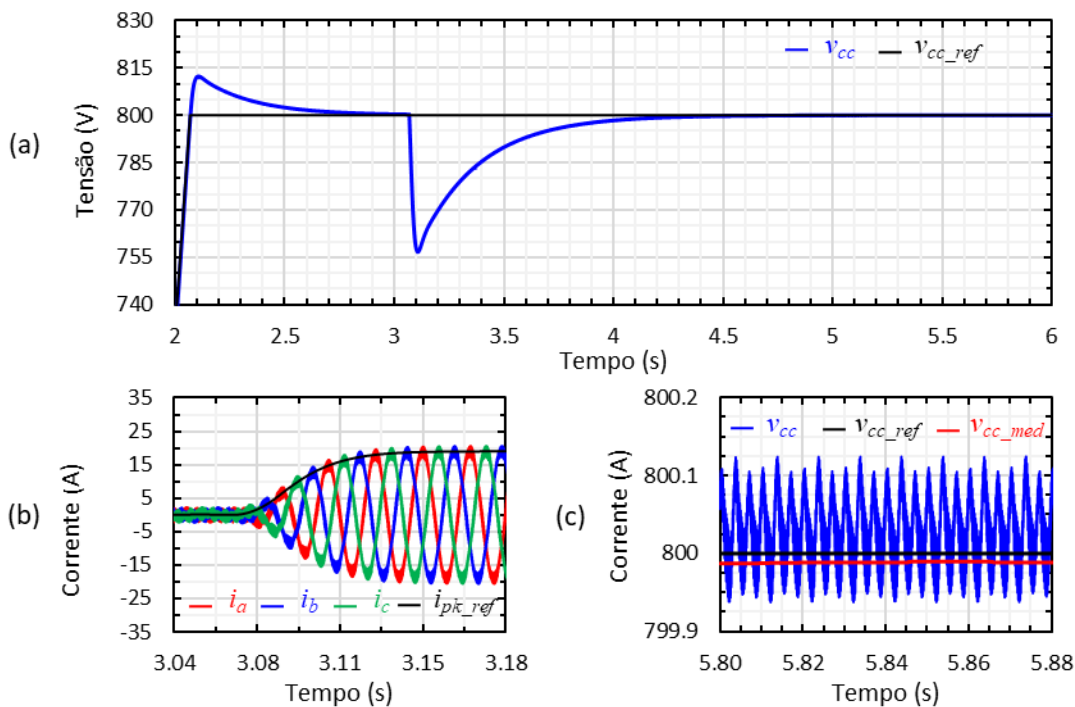 (a)
Tensão (V)
830
815
800
785
770
755
740
v_cc v_cc_ref
2 2.5 3 3.5 4 4.5 5 5.5 6
Tempo (s)
(b)
Corrente (A)
35
25
15
5
-5
-15
-25
-35
i_a i_b i_c i_pk_ref
3.04 3.08 3.11 3.15 3.18
Tempo (s)
(c)
Corrente (A)
800.2
800.1
800
799.9
v_cc v_cc_ref v_cc_med
5.80 5.82 5.84 5.86 5.88
Tempo (s)